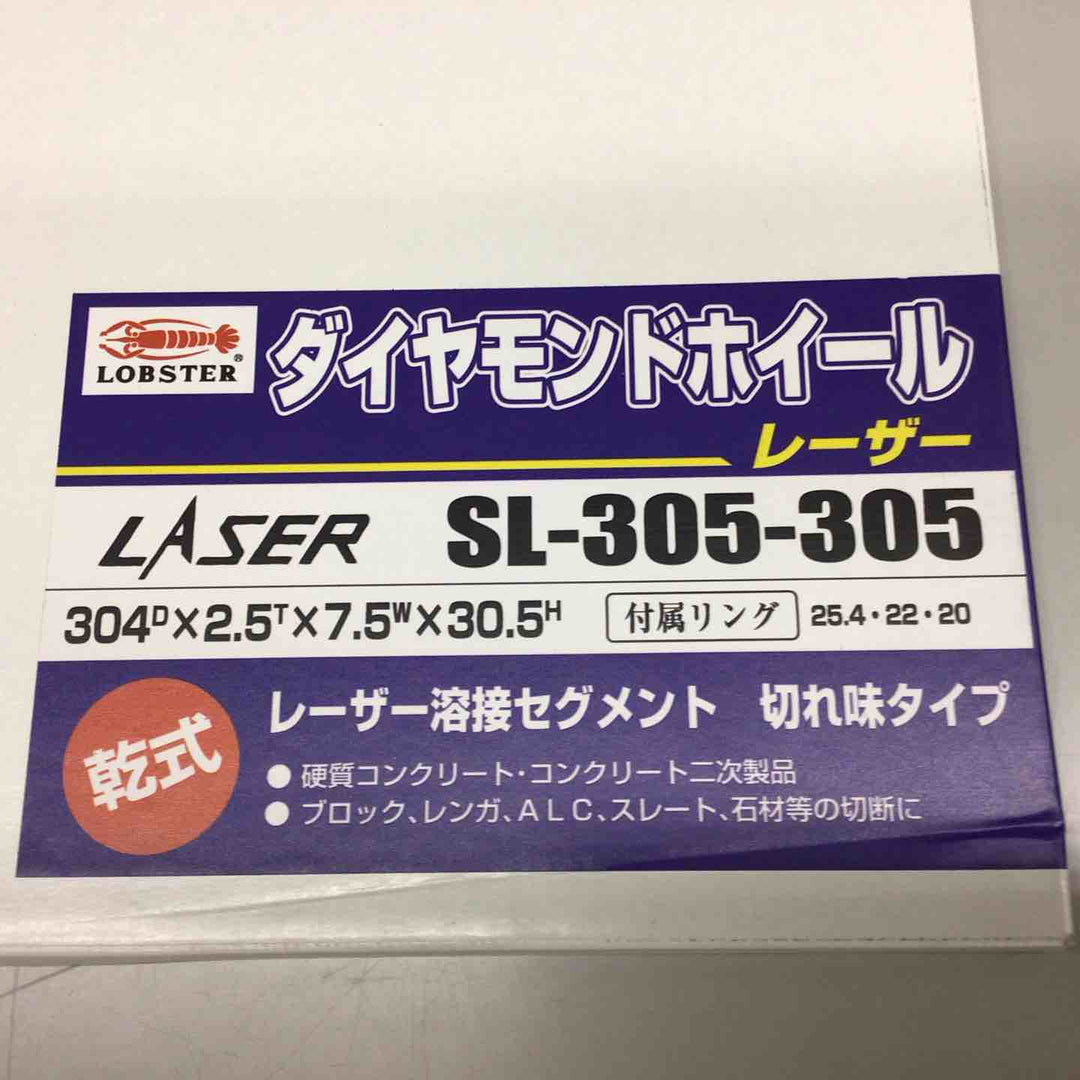 LOBSTER®
ダイヤモンドホイール
レーザー
LASER SL-305-305
304ᴰ×2.5ᵀ×7.5ᵂ×30.5ᴴ 付属リング 25.4・22・20
乾式
レーザー溶接セグメント 切れ味タイプ
● 硬質コンクリート・コンクリート二次製品
● ブロック、レンガ、ALC、スレート、石材等の切断に